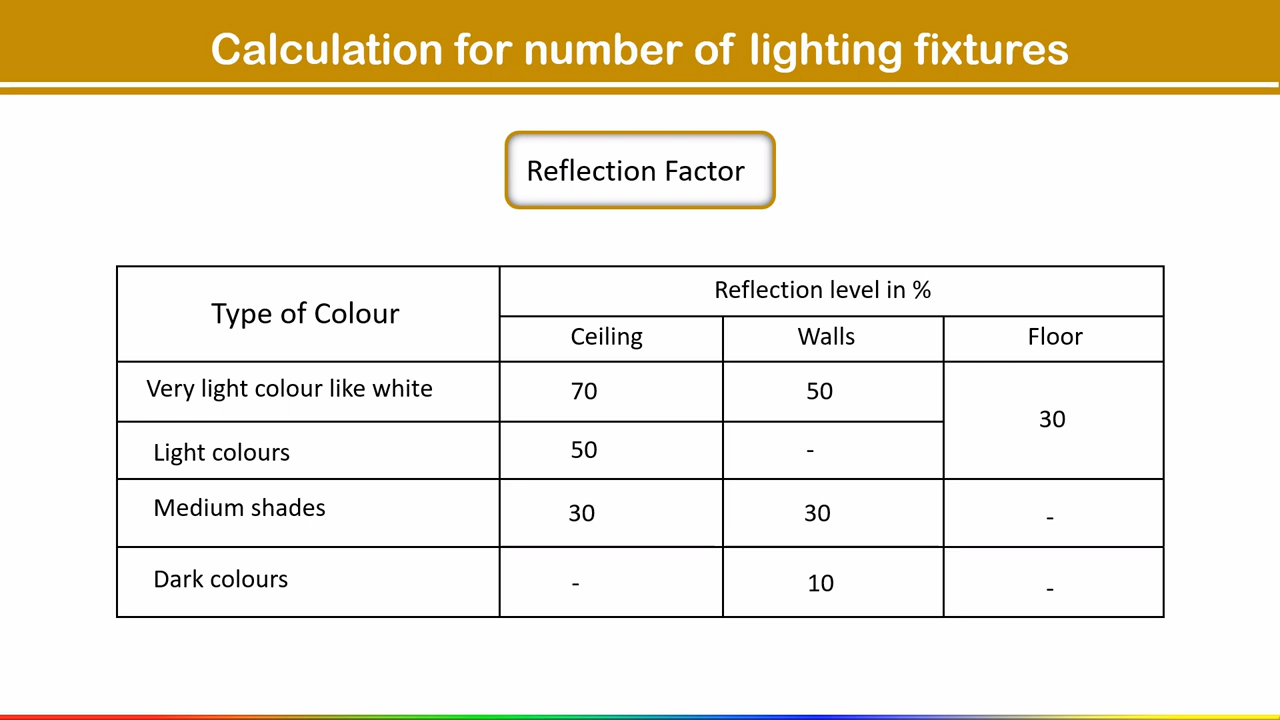 Calculation for number of lighting fixtures
Reflection Factor
Type of Colour
Reflection level in %
Ceiling Walls Floor
Very light colour like white 70 50 30
Light colours 50 -
Medium shades 30 30 -
Dark colours - 10 -